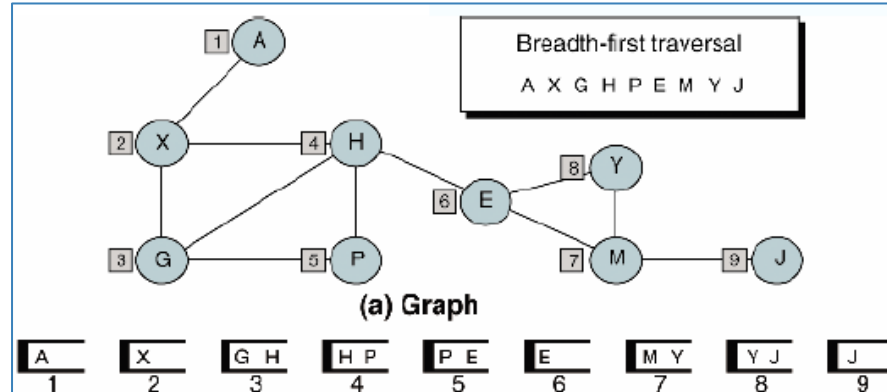 1 A
Breadth-first traversal
A X G H P E M Y J
2 X 4 H
8 Y
6 E
3 G 5 P 7 M 9 J
(a) Graph
A X G H H P P E E M Y Y J J
1 2 3 4 5 6 7 8 9